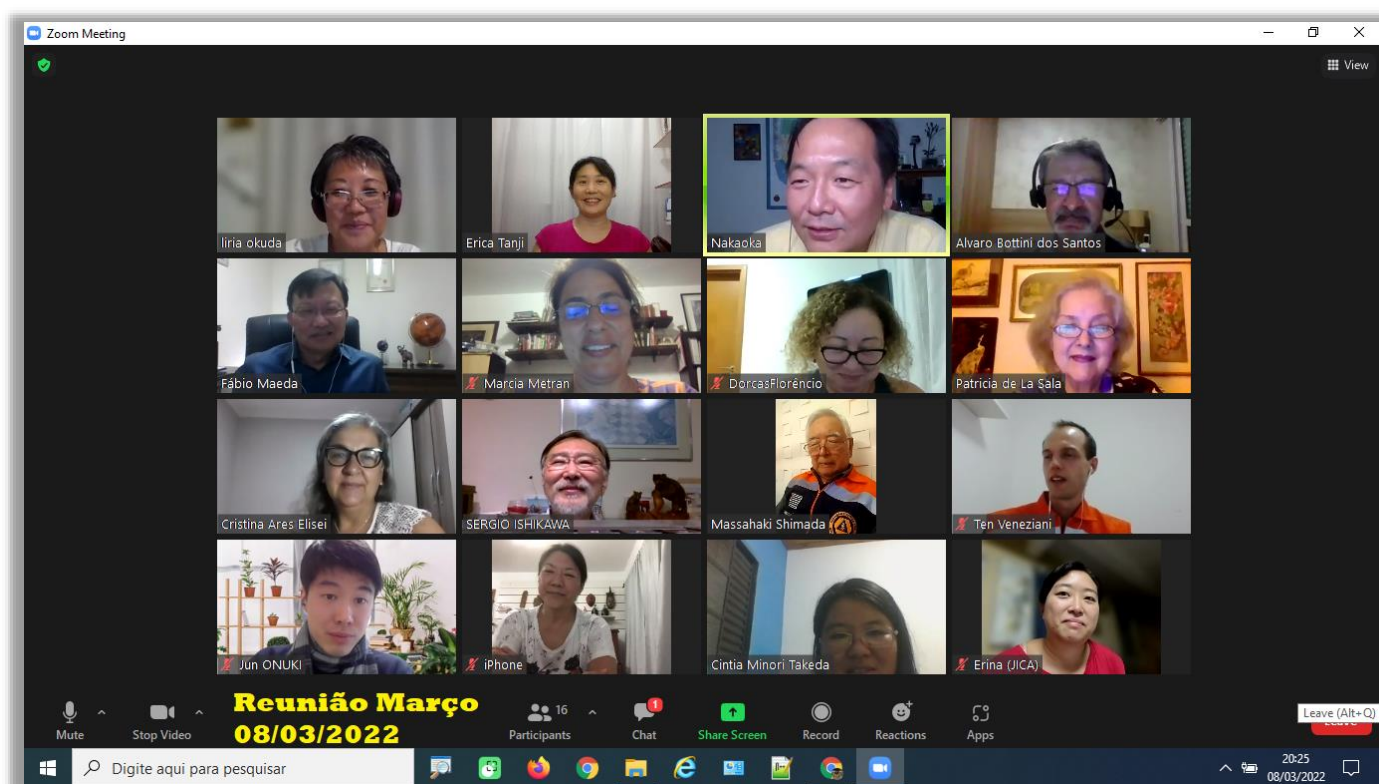 Zoom Meeting
View
liria okuda
Erica Tanji
Nakaoka
Alvaro Bottini dos Santos
Fábio Maeda
Marcia Metran
DorcasFlorêncio
Patricia de La Sala
Cristina Ares Elisei
SERGIO ISHIKAWA
Massahaki Shimada
Ten Veneziani
Jun ONUKI
iPhone
Cintia Minori Takeda
Erina (JICA)
Reunião Março
08/03/2022
Mute
Stop Video
16
Participants
1
Chat
Share Screen
Record
Reactions
Apps
Leave (Alt+Q)
Leave
Digite aqui para pesquisar
20:25
08/03/2022